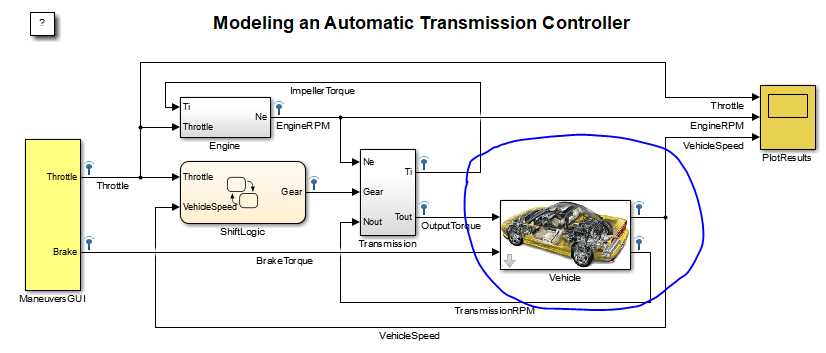 ?
Modeling an Automatic Transmission Controller
ImpellerTorque
Ti
Throttle
Ne
EngineRPM
Engine
Throttle
EngineRPM
VehicleSpeed
PlotResults
Throttle
Throttle
Brake
ManeuversGUI
Throttle
VehicleSpeed
Gear
ShiftLogic
Ne
Gear
Nout
Ti
Tout
Transmission
OutputTorque
BrakeTorque
Vehicle
TransmissionRPM
VehicleSpeed